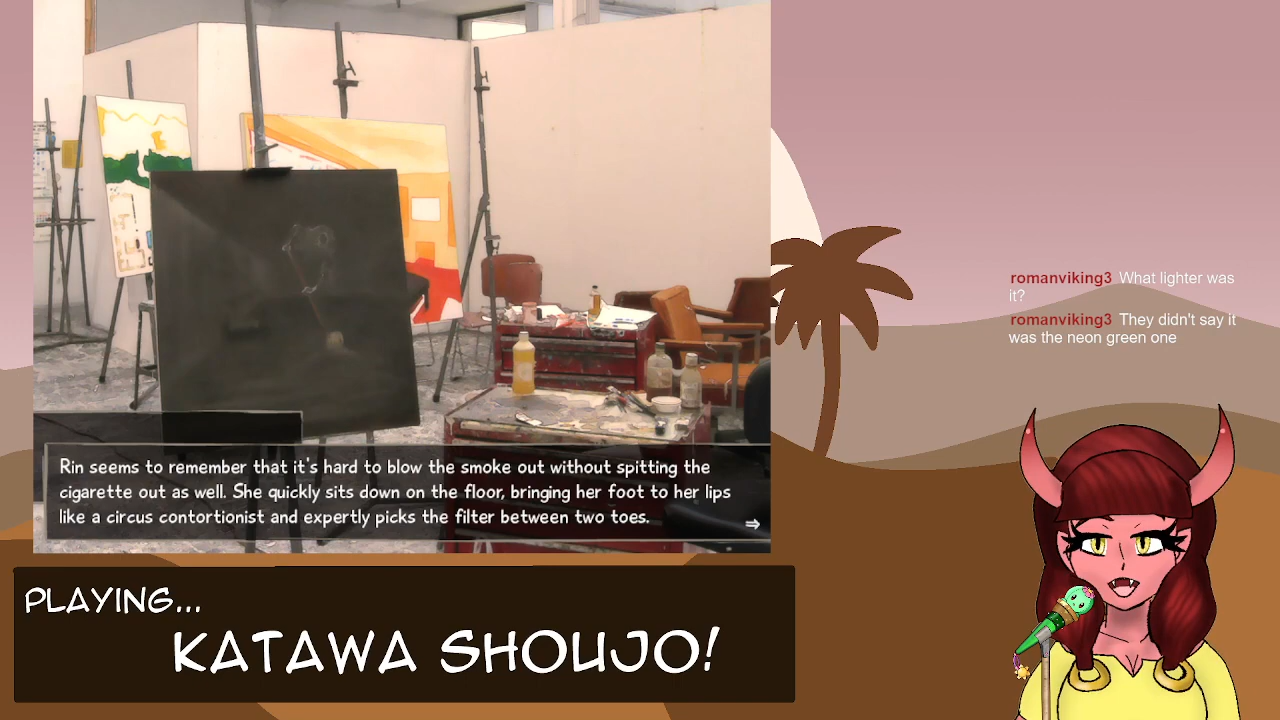 Rin seems to remember that it's hard to blow the smoke out without spitting the
cigarette out as well. She quickly sits down on the floor, bringing her foot to her lips
like a circus contortionist and expertly picks the filter between two toes.
romanviking3 What lighter was
it?
romanviking3 They didn't say it
was the neon green one
PLAYING...
KATAWA SHOUJO!